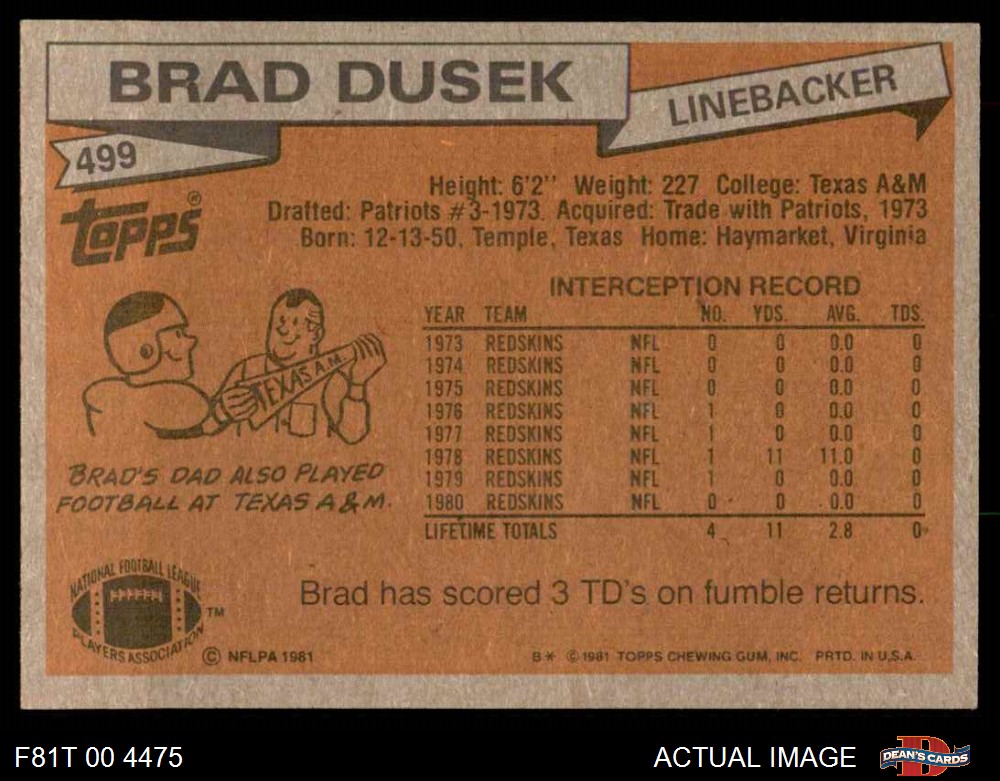 BRAD DUSEK
LINEBACKER
499
Topps®
Height: 6'2'' Weight: 227 College: Texas A&M
Drafted: Patriots #3-1973. Acquired: Trade with Patriots, 1973
Born: 12-13-50, Temple, Texas Home: Haymarket, Virginia
INTERCEPTION RECORD
YEAR TEAM NO. YDS. AVG. TDS.
1973 REDSKINS NFL 0 0 0.0 0
1974 REDSKINS NFL 0 0 0.0 0
1975 REDSKINS NFL 0 0 0.0 0
1976 REDSKINS NFL 1 0 0.0 0
1977 REDSKINS NFL 1 0 0.0 0
1978 REDSKINS NFL 1 11 11.0 0
1979 REDSKINS NFL 1 0 0.0 0
1980 REDSKINS NFL 0 0 0.0 0
LIFETIME TOTALS 4 11 2.8 0
TEXAS A.M.
BRAD'S DAD ALSO PLAYED
FOOTBALL AT TEXAS A & M.
Brad has scored 3 TD's on fumble returns.
NATIONAL FOOTBALL LEAGUE
PLAYERS ASSOCIATION
TM
© NFLPA 1981
B* © 1981 TOPPS CHEWING GUM, INC. PRTD. IN U.S.A.
F81T 00 4475
ACTUAL IMAGE
DEAN'S CARDS